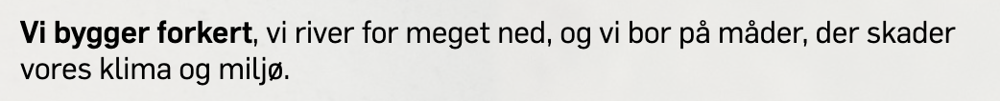 Vi bygger forkert, vi river for meget ned, og vi bor på måder, der skader
vores klima og miljø.